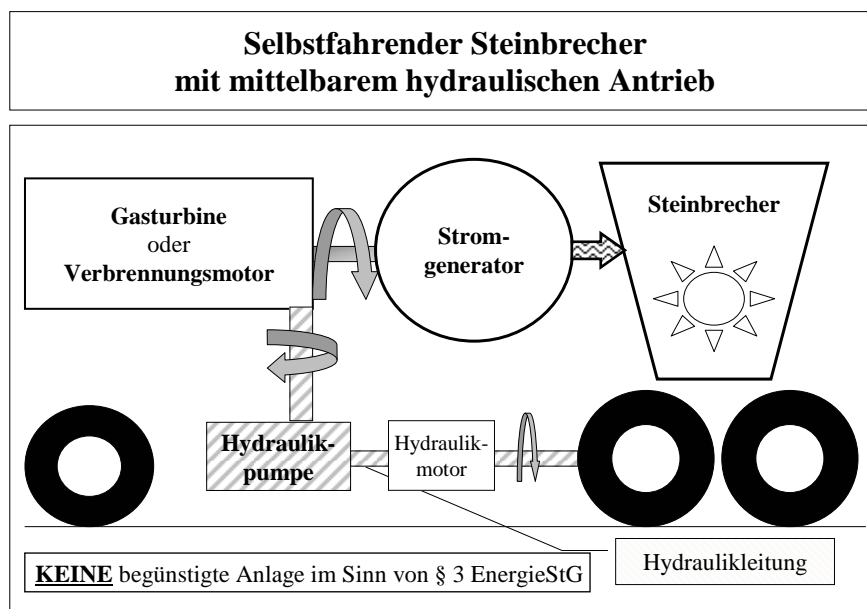 Selbstfahrender Steinbrecher
mit mittelbarem hydraulischen Antrieb
Gasturbine
oder
Verbrennungsmotor
Strom-
generator
Steinbrecher
Hydraulik-
pumpe
Hydraulik-
motor
Hydraulikleitung
KEINE begünstigte Anlage im Sinn von § 3 EnergieStG